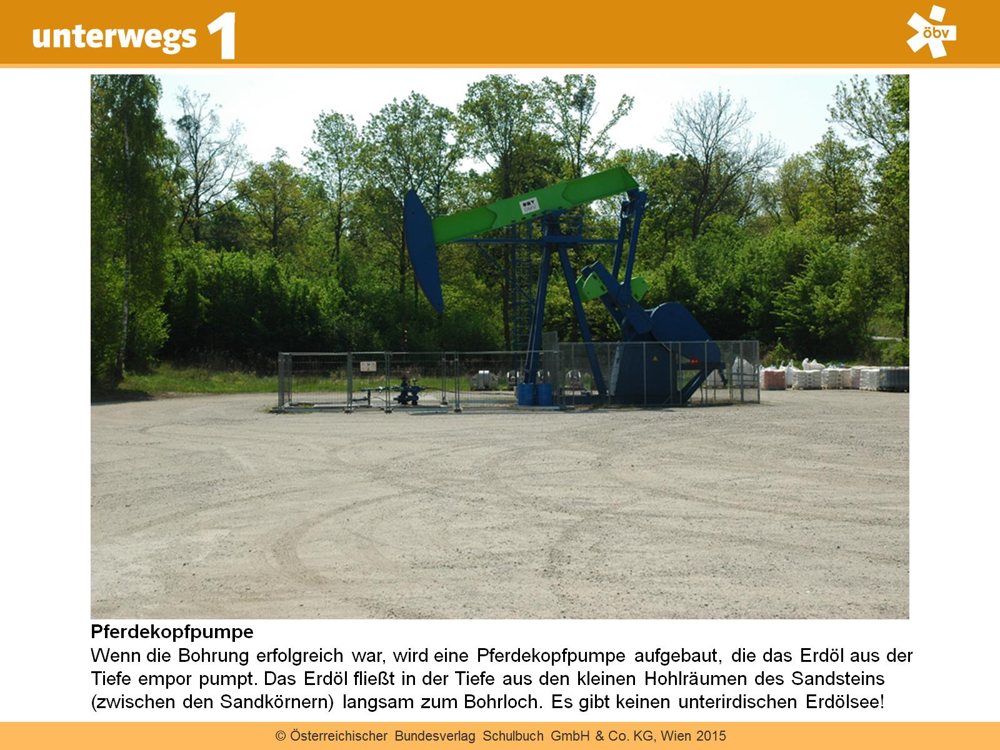 unterwegs 1
öbv
OMV
Pferdekopfpumpe
Wenn die Bohrung erfolgreich war, wird eine Pferdekopfpumpe aufgebaut, die das Erdöl aus der
Tiefe empor pumpt. Das Erdöl fließt in der Tiefe aus den kleinen Hohlräumen des Sandsteins
(zwischen den Sandkörnern) langsam zum Bohrloch. Es gibt keinen unterirdischen Erdölsee!
© Österreichischer Bundesverlag Schulbuch GmbH & Co. KG, Wien 2015